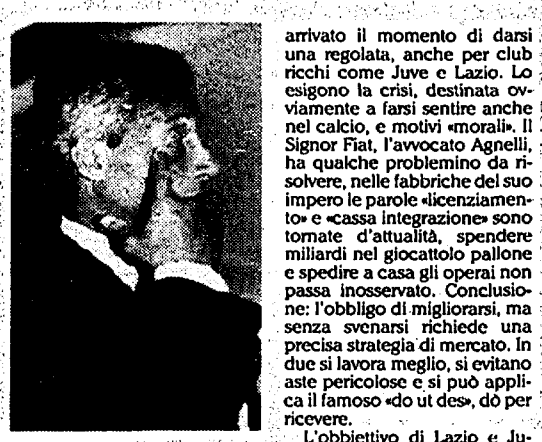 arrivato il momento di darsi
una regolata, anche per club
ricchi come Juve e Lazio. Lo
esigono la crisi, destinata ov-
viamente a farsi sentire anche
nel calcio, e motivi «morali». Il
Signor Fiat, l'avvocato Agnelli,
ha qualche problemino da ri-
solvere, nelle fabbriche del suo
impero le parole «licenziamen-
to» e «cassa integrazione» sono
tornate d'attualità, spendere
miliardi nel giocattolo pallone
e spedire a casa gli operai non
passa inosservato. Conclusio-
ne: l'obbligo di migliorarsi, ma
senza svenarsi richiede una
precisa strategia di mercato. In
due si lavora meglio, si evitano
aste pericolose e si può appli-
ca il famoso «do ut des», dò per
ricevere.
L'obbiettivo di Lazio e Ju-